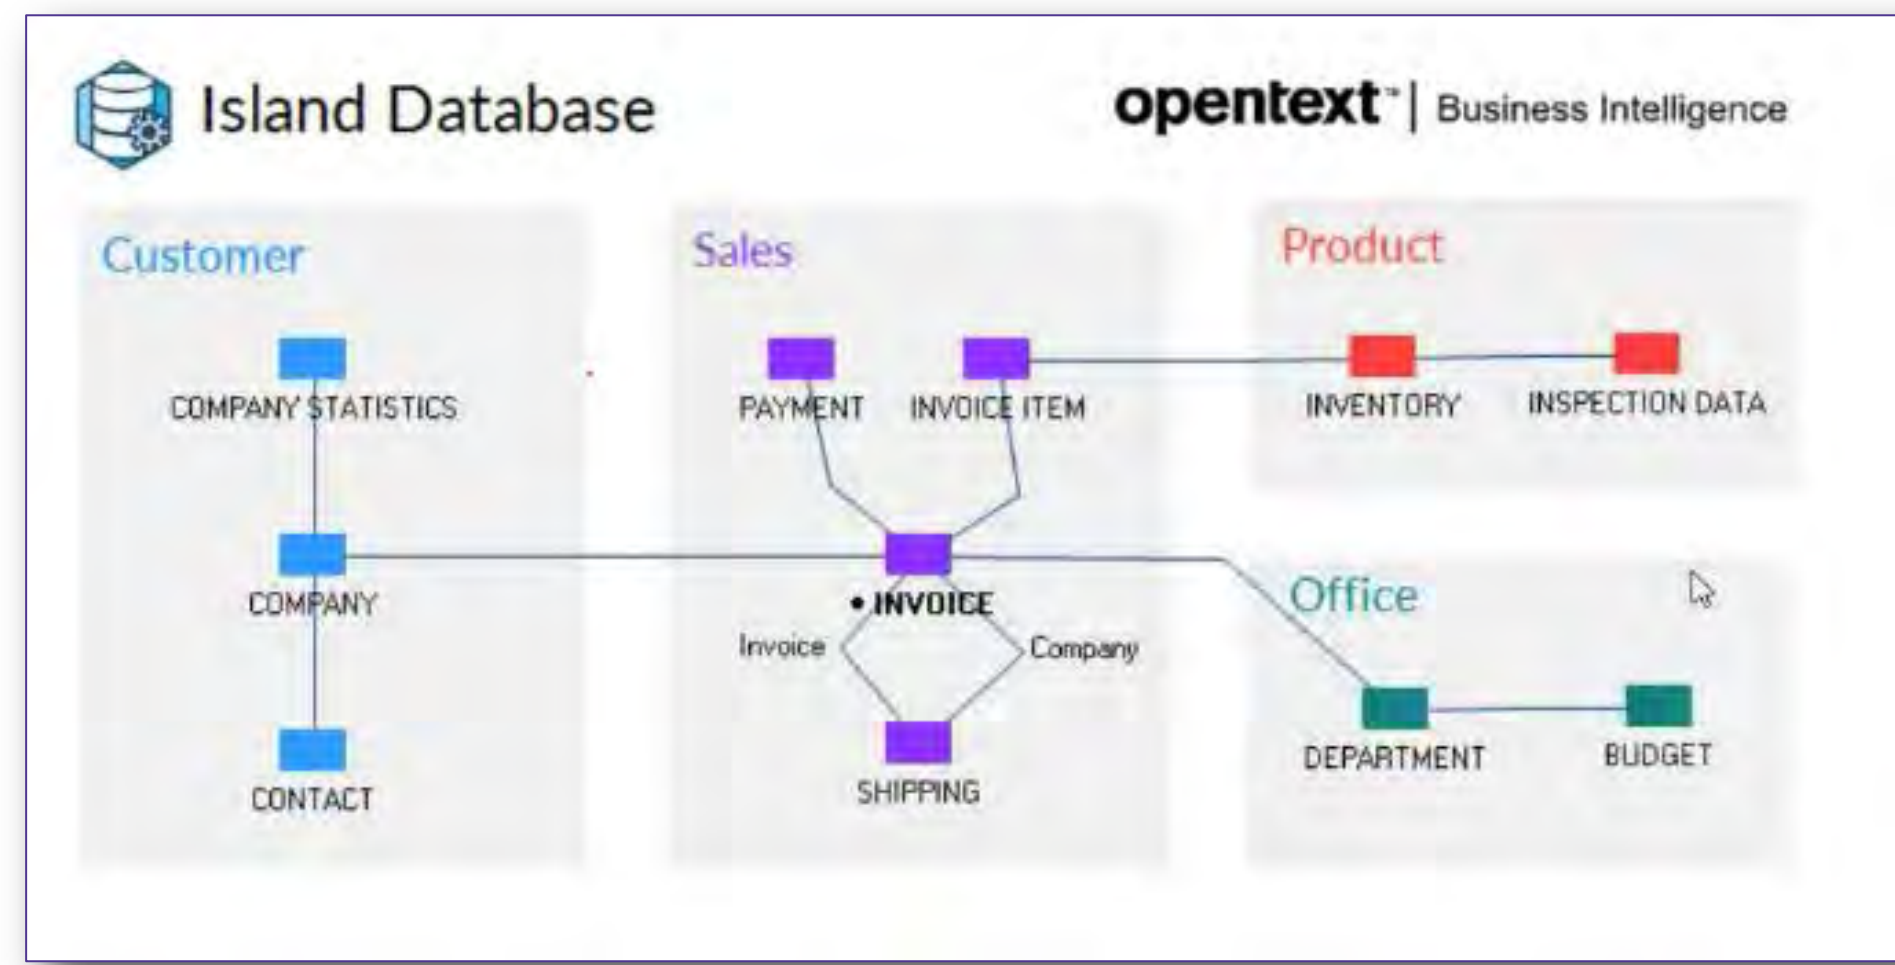 Island Database
opentext™ | Business Intelligence
Customer
COMPANY STATISTICS
COMPANY
CONTACT
Sales
PAYMENT
INVOICE ITEM
• INVOICE
Invoice
Company
SHIPPING
Product
INVENTORY
INSPECTION DATA
Office
DEPARTMENT
BUDGET